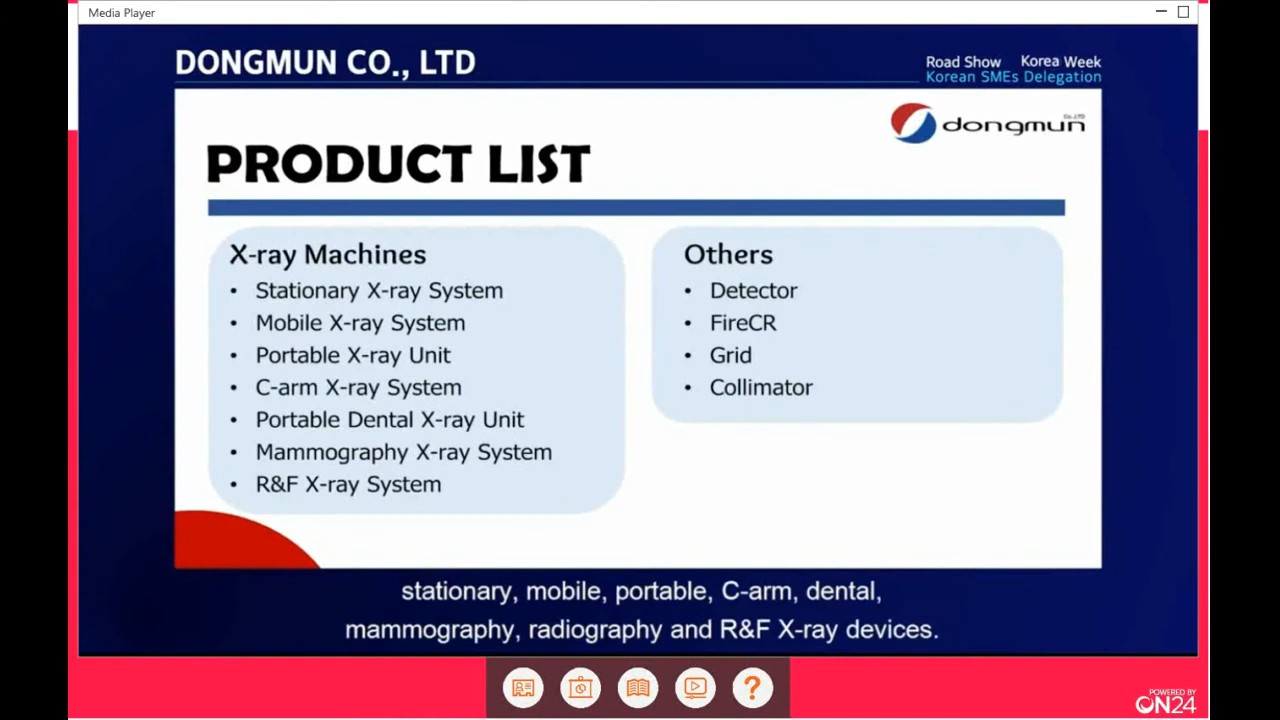 Media Player
DONGMUN CO., LTD
Road Show Korea Week
Korean SMEs Delegation
Co.,LTD
dongmun
PRODUCT LIST
X-ray Machines
• Stationary X-ray System
• Mobile X-ray System
• Portable X-ray Unit
• C-arm X-ray System
• Portable Dental X-ray Unit
• Mammography X-ray System
• R&F X-ray System
Others
• Detector
• FireCR
• Grid
• Collimator
stationary, mobile, portable, C-arm, dental,
mammography, radiography and R&F X-ray devices.
?
POWERED BY
ON24